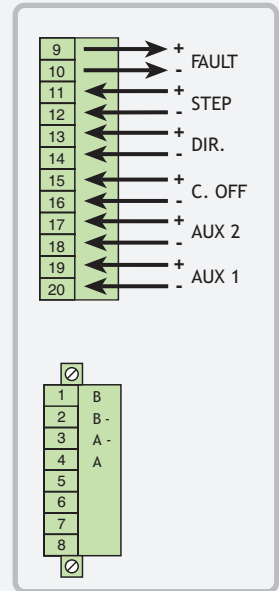 9 +
FAULT
10 -
11 +
STEP
12 -
13 +
DIR.
14 -
15 +
C. OFF
16 -
17 +
AUX 2
18 -
19 +
AUX 1
20 -
1 B
2 B -
3 A -
4 A
5
6
7
8